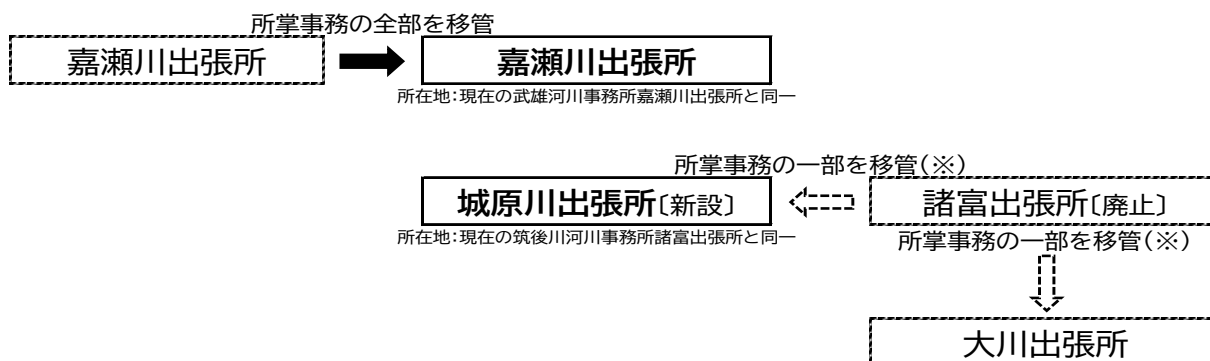 所掌事務の全部を移管
嘉瀬川出張所
嘉瀬川出張所
所在地：現在の武雄河川事務所嘉瀬川出張所と同一
所掌事務の一部を移管（※）
城原川出張所〔新設〕
諸富出張所〔廃止〕
所在地：現在の筑後川河川事務所諸富出張所と同一
所掌事務の一部を移管（※）
大川出張所